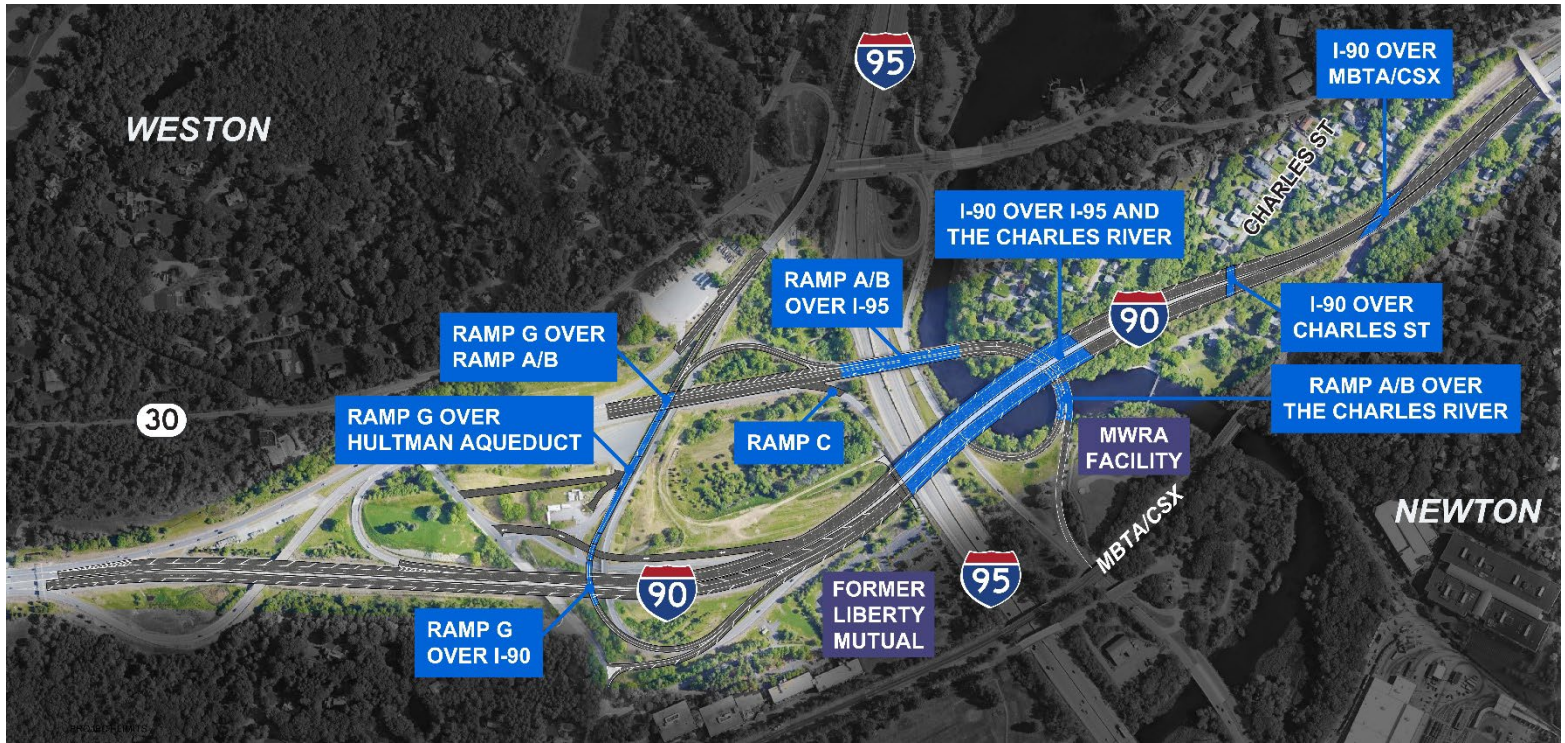 95
I-90 OVER
MBTA/CSX
WESTON
CHARLES ST
I-90 OVER I-95 AND
THE CHARLES RIVER
RAMP A/B
OVER I-95
90
I-90 OVER
CHARLES ST
RAMP G OVER
RAMP A/B
RAMP A/B OVER
THE CHARLES RIVER
30
RAMP G OVER
HULTMAN AQUEDUCT
RAMP C
MWRA
FACILITY
MBTA/CSX
NEWTON
90
FORMER
LIBERTY
MUTUAL
95
RAMP G
OVER I-90